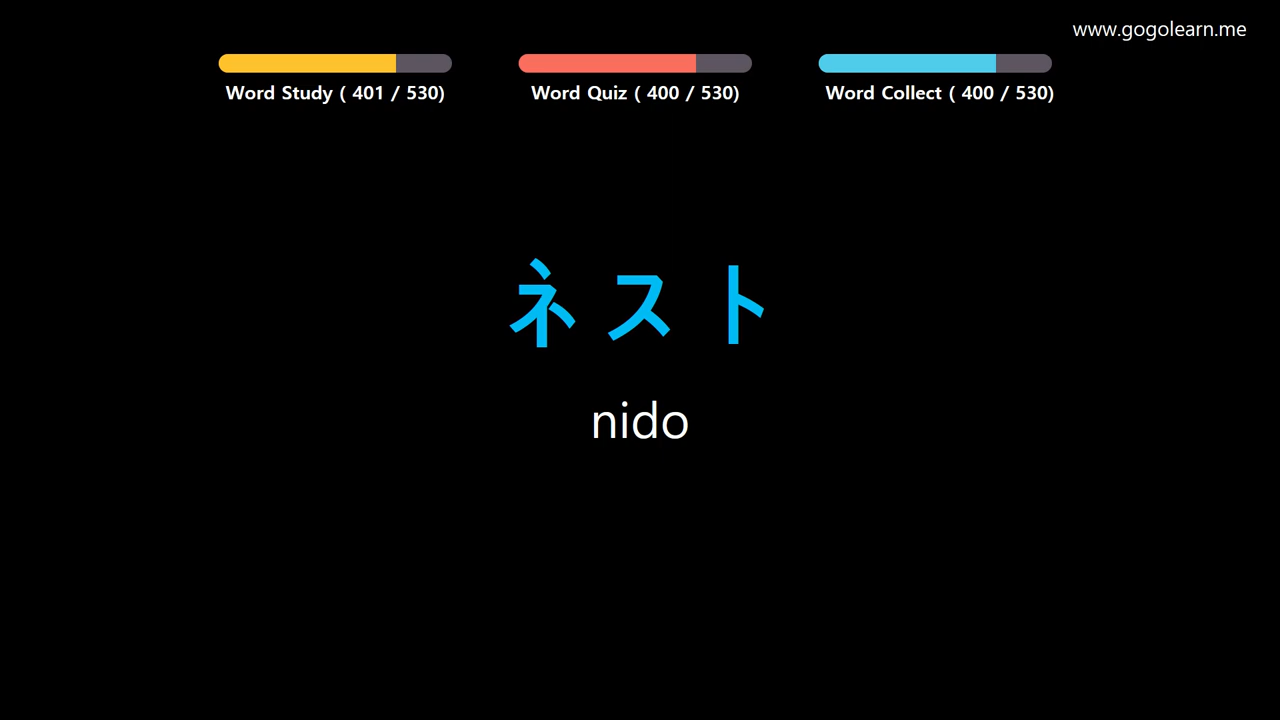 www.gogolearn.me
Word Study ( 401 / 530)
Word Quiz ( 400 / 530)
Word Collect ( 400 / 530)
ネスト
nido